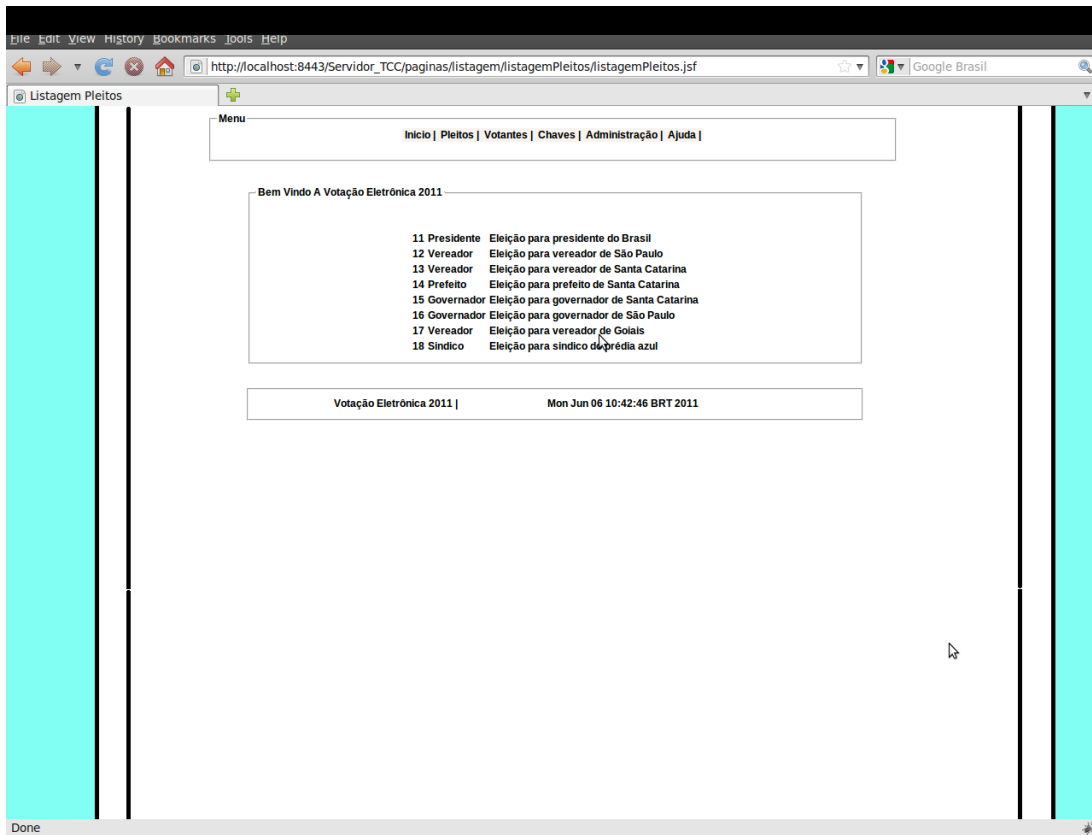 File Edit View History Bookmarks Tools Help
http://localhost:8443/Servidor_TCC/paginas/listagem/listagemPleitos/listagemPleitos.jsf Google Brasil
Listagem Pleitos
Menu
Inicio | Pleitos | Votantes | Chaves | Administração | Ajuda |
Bem Vindo A Votação Eletrônica 2011
11 Presidente Eleição para presidente do Brasil
12 Vereador Eleição para vereador de São Paulo
13 Vereador Eleição para vereador de Santa Catarina
14 Prefeito Eleição para prefeito de Santa Catarina
15 Governador Eleição para governador de Santa Catarina
16 Governador Eleição para governador de São Paulo
17 Vereador Eleição para vereador de Goiais
18 Sindico Eleição para sindico do prédia azul
Votação Eletrônica 2011 | Mon Jun 06 10:42:46 BRT 2011
Done